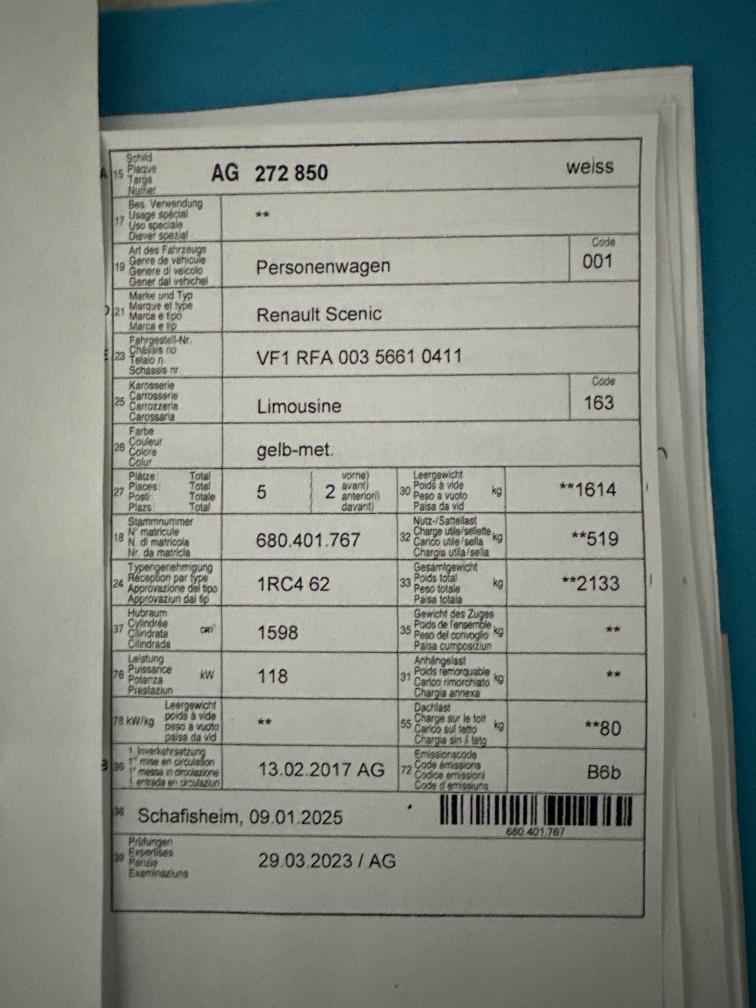 A 15 Schild
Plaque
Targa
Numer
AG 272 850 weiss
17 Bes. Verwendung
Usage spécial
Uso speciale
Diever spezial
**
19 Art des Fahrzeugs
Genre de véhicule
Genere di veicolo
Gener dal vehichel
Personenwagen
Code
001
D 21 Marke und Typ
Marque et type
Marca e tipo
Marca e tip
Renault Scenic
E 23 Fahrgestell-Nr.
Châssis no
Telaio n.
Schassis nr.
VF1 RFA 003 5661 0411
25 Karosserie
Carrosserie
Carrozzeria
Carossaria
Limousine
Code
163
26 Farbe
Couleur
Colore
Colur
gelb-met.
27 Plätze: Total
Places: Total
Posti: Totale
Plazs: Total
5 ( 2 vorne)
avant)
anteriori)
davant)
30 Leergewicht
Poids à vide
Peso a vuoto
Paisa da vid
kg
**1614
18 Stammnummer
N° matricule
N. di matricola
Nr. da matricla
680.401.767
32 Nutz-/Sattellast
Charge utile/sellette
Carico utile/sella
Chargia utila/sella
kg
**519
24 Typengenehmigung
Réception par type
Approvazione del tipo
Approvaziun dal tip
1RC4 62
33 Gesamtgewicht
Poids total
Peso totale
Paisa totala
kg
**2133
37 Hubraum
Cylindrée
Cilindrata
Cilindrada
cm³
1598
35 Gewicht des Zuges
Poids de l'ensemble
Peso del convoglio
Paisa cumposiziun
kg
**
76 Leistung
Puissance
Potenza
Prestaziun
kW
118
31 Anhängelast
Poids remorquable
Carico rimorchiato
Chargia annexa
kg
**
78 kW/kg Leergewicht
poids à vide
peso a vuoto
paisa da vid
**
55 Dachlast
Charge sur le toit
Carico sul tetto
Chargia sin il tetg
kg
**80
B 36 1. Inverkehrsetzung
1re mise en circulation
1a messa in circolazione
1. entrada en circulaziun
13.02.2017 AG
72 Emissionscode
Code émissions
Codice emissioni
Code d'emissiuns
B6b
38 Schafisheim, 09.01.2025
680.401.767
39 Prüfungen
Expertises
Perizie
Examinaziuns
29.03.2023 / AG